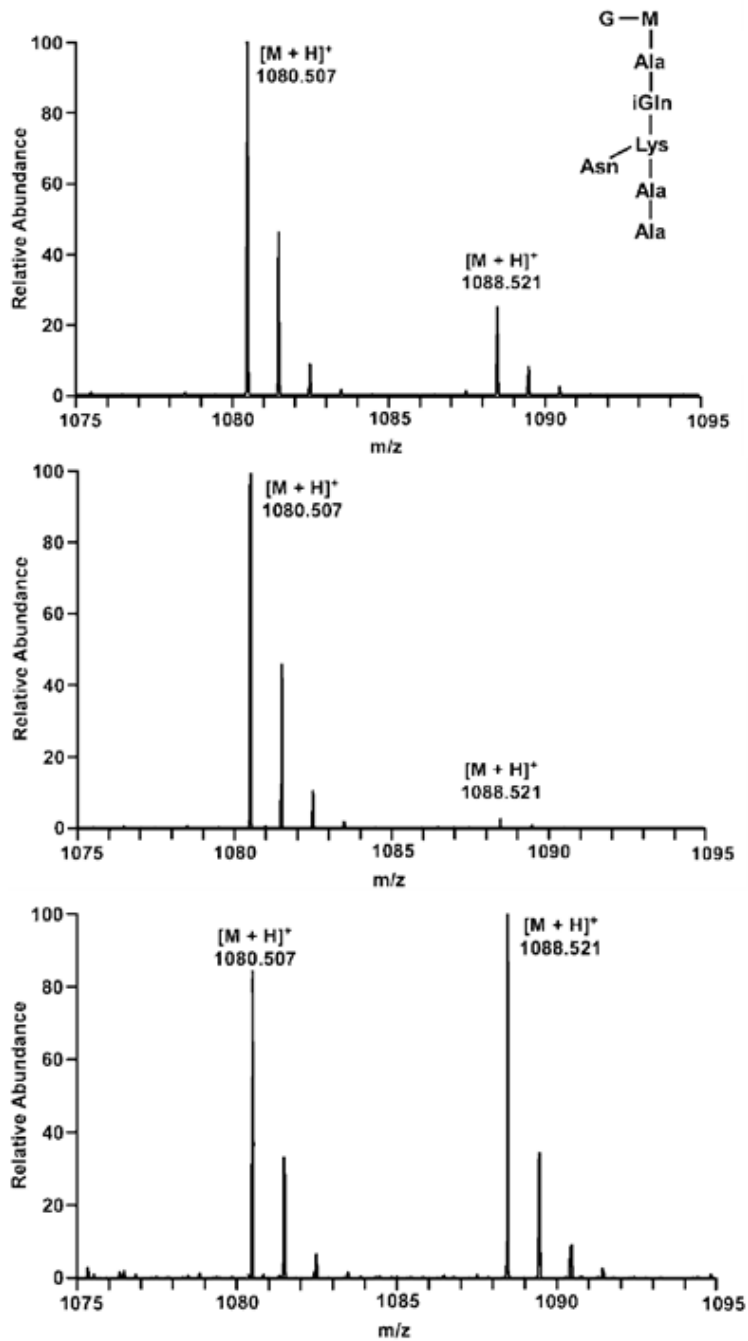 G—M
Ala
iGln
Lys
Asn
Ala
Ala
[M + H]⁺
1080.507
[M + H]⁺
1088.521
100
80
60
40
20
0
Relative Abundance
1075 1080 1085 1090 1095
m/z
[M + H]⁺
1080.507
[M + H]⁺
1088.521
100
80
60
40
20
0
Relative Abundance
1075 1080 1085 1090 1095
m/z
[M + H]⁺
1080.507
[M + H]⁺
1088.521
100
80
60
40
20
0
Relative Abundance
1075 1080 1085 1090 1095
m/z